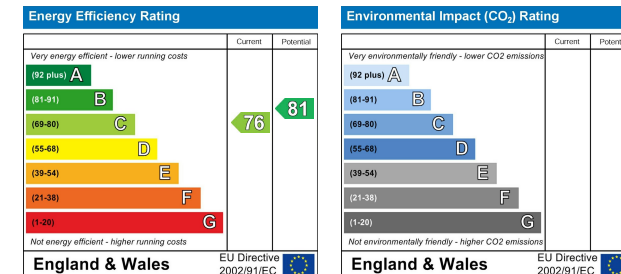 Energy Efficiency Rating
Current Potential
Very energy efficient - lower running costs
(92 plus) A
(81-91) B
(69-80) C
(55-68) D
(39-54) E
(21-38) F
(1-20) G
76
81
Not energy efficient - higher running costs
England & Wales
EU Directive
2002/91/EC
Environmental Impact (CO₂) Rating
Current Potent
Very environmentally friendly - lower CO2 emissions
(92 plus) A
(81-91) B
(69-80) C
(55-68) D
(39-54) E
(21-38) F
(1-20) G
Not environmentally friendly - higher CO2 emissions
England & Wales
EU Directive
2002/91/EC